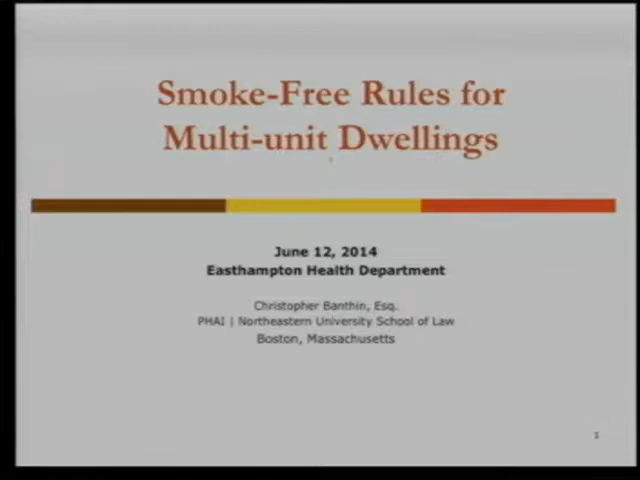 Smoke-Free Rules for
Multi-unit Dwellings
June 12, 2014
Easthampton Health Department
Christopher Banthin, Esq.
PHAI | Northeastern University School of Law
Boston, Massachusetts
1